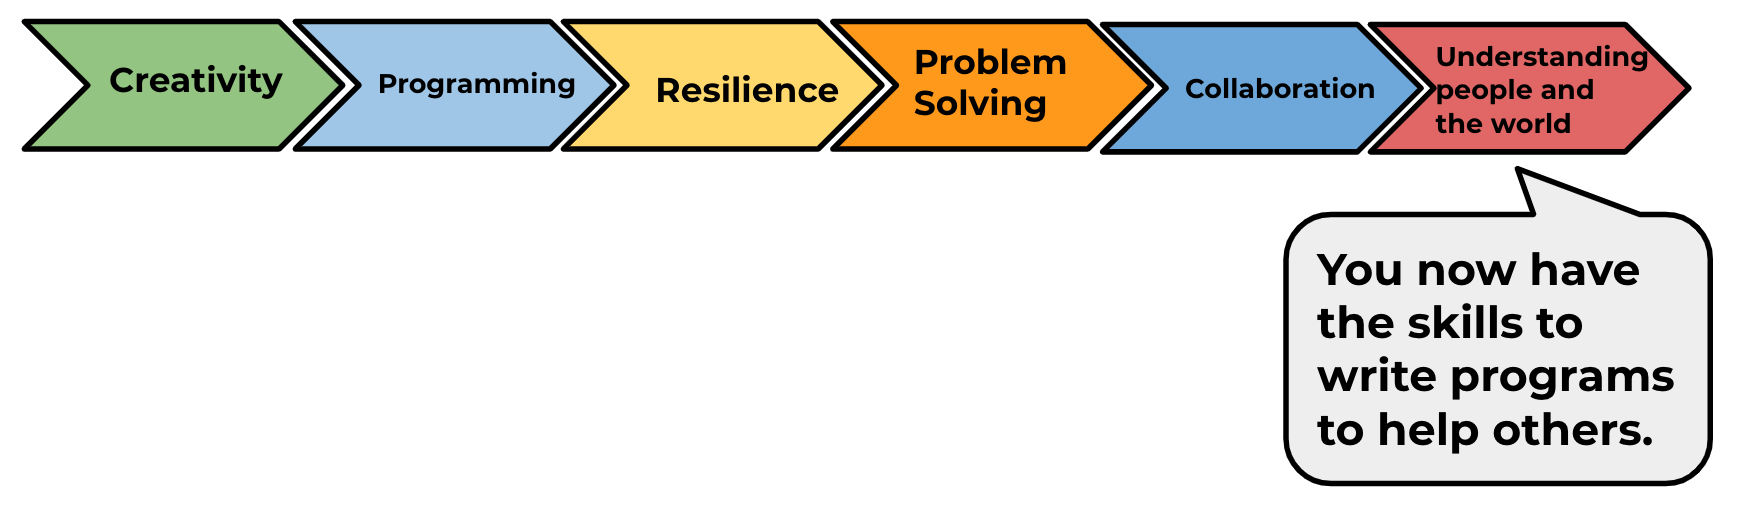 Creativity
Programming
Resilience
Problem
Solving
Collaboration
Understanding
people and
the world
You now have
the skills to
write programs
to help others.